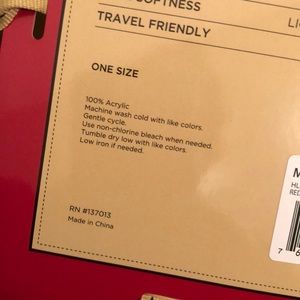 SOFTNESS
TRAVEL FRIENDLY
ONE SIZE
100% Acrylic
Machine wash cold with like colors.
Gentle cycle.
Use non-chlorine bleach when needed.
Tumble dry low with like colors.
Low iron if needed.
RN #137013
Made in China